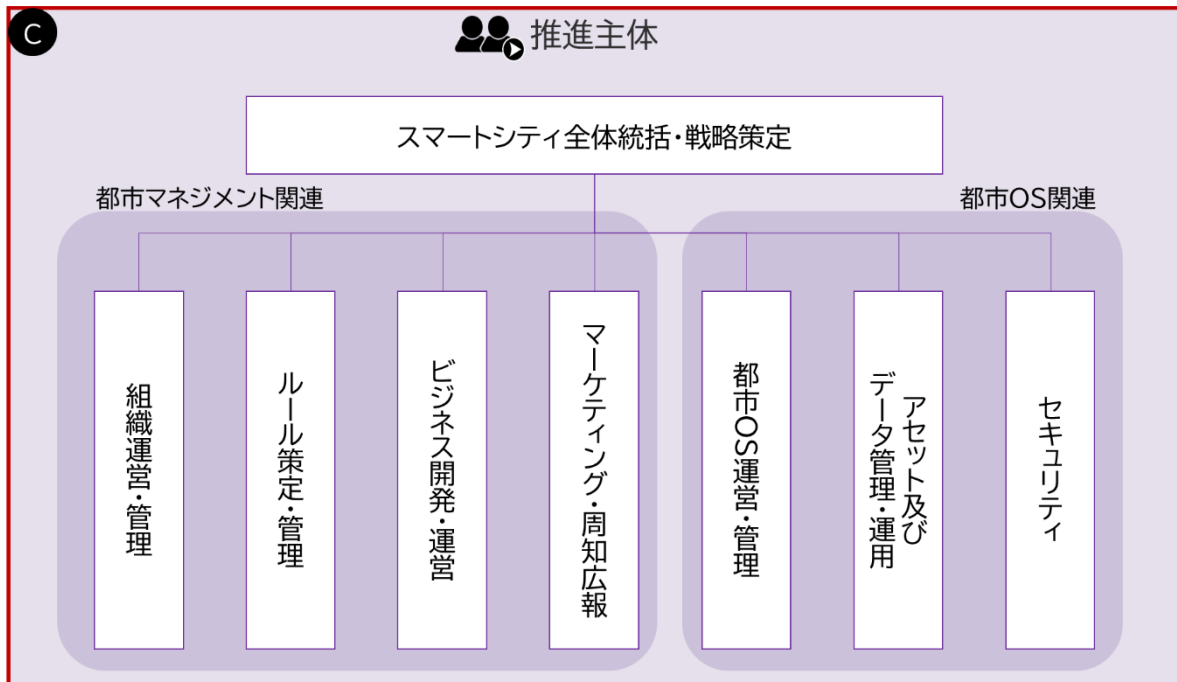 C
推進主体
スマートシティ全体統括・戦略策定
都市マネジメント関連
都市OS関連
組織運営・管理
ルール策定・管理
ビジネス開発・運営
マーケティング・周知広報
都市OS運営・管理
アセット及び
データ管理・運用
セキュリティ